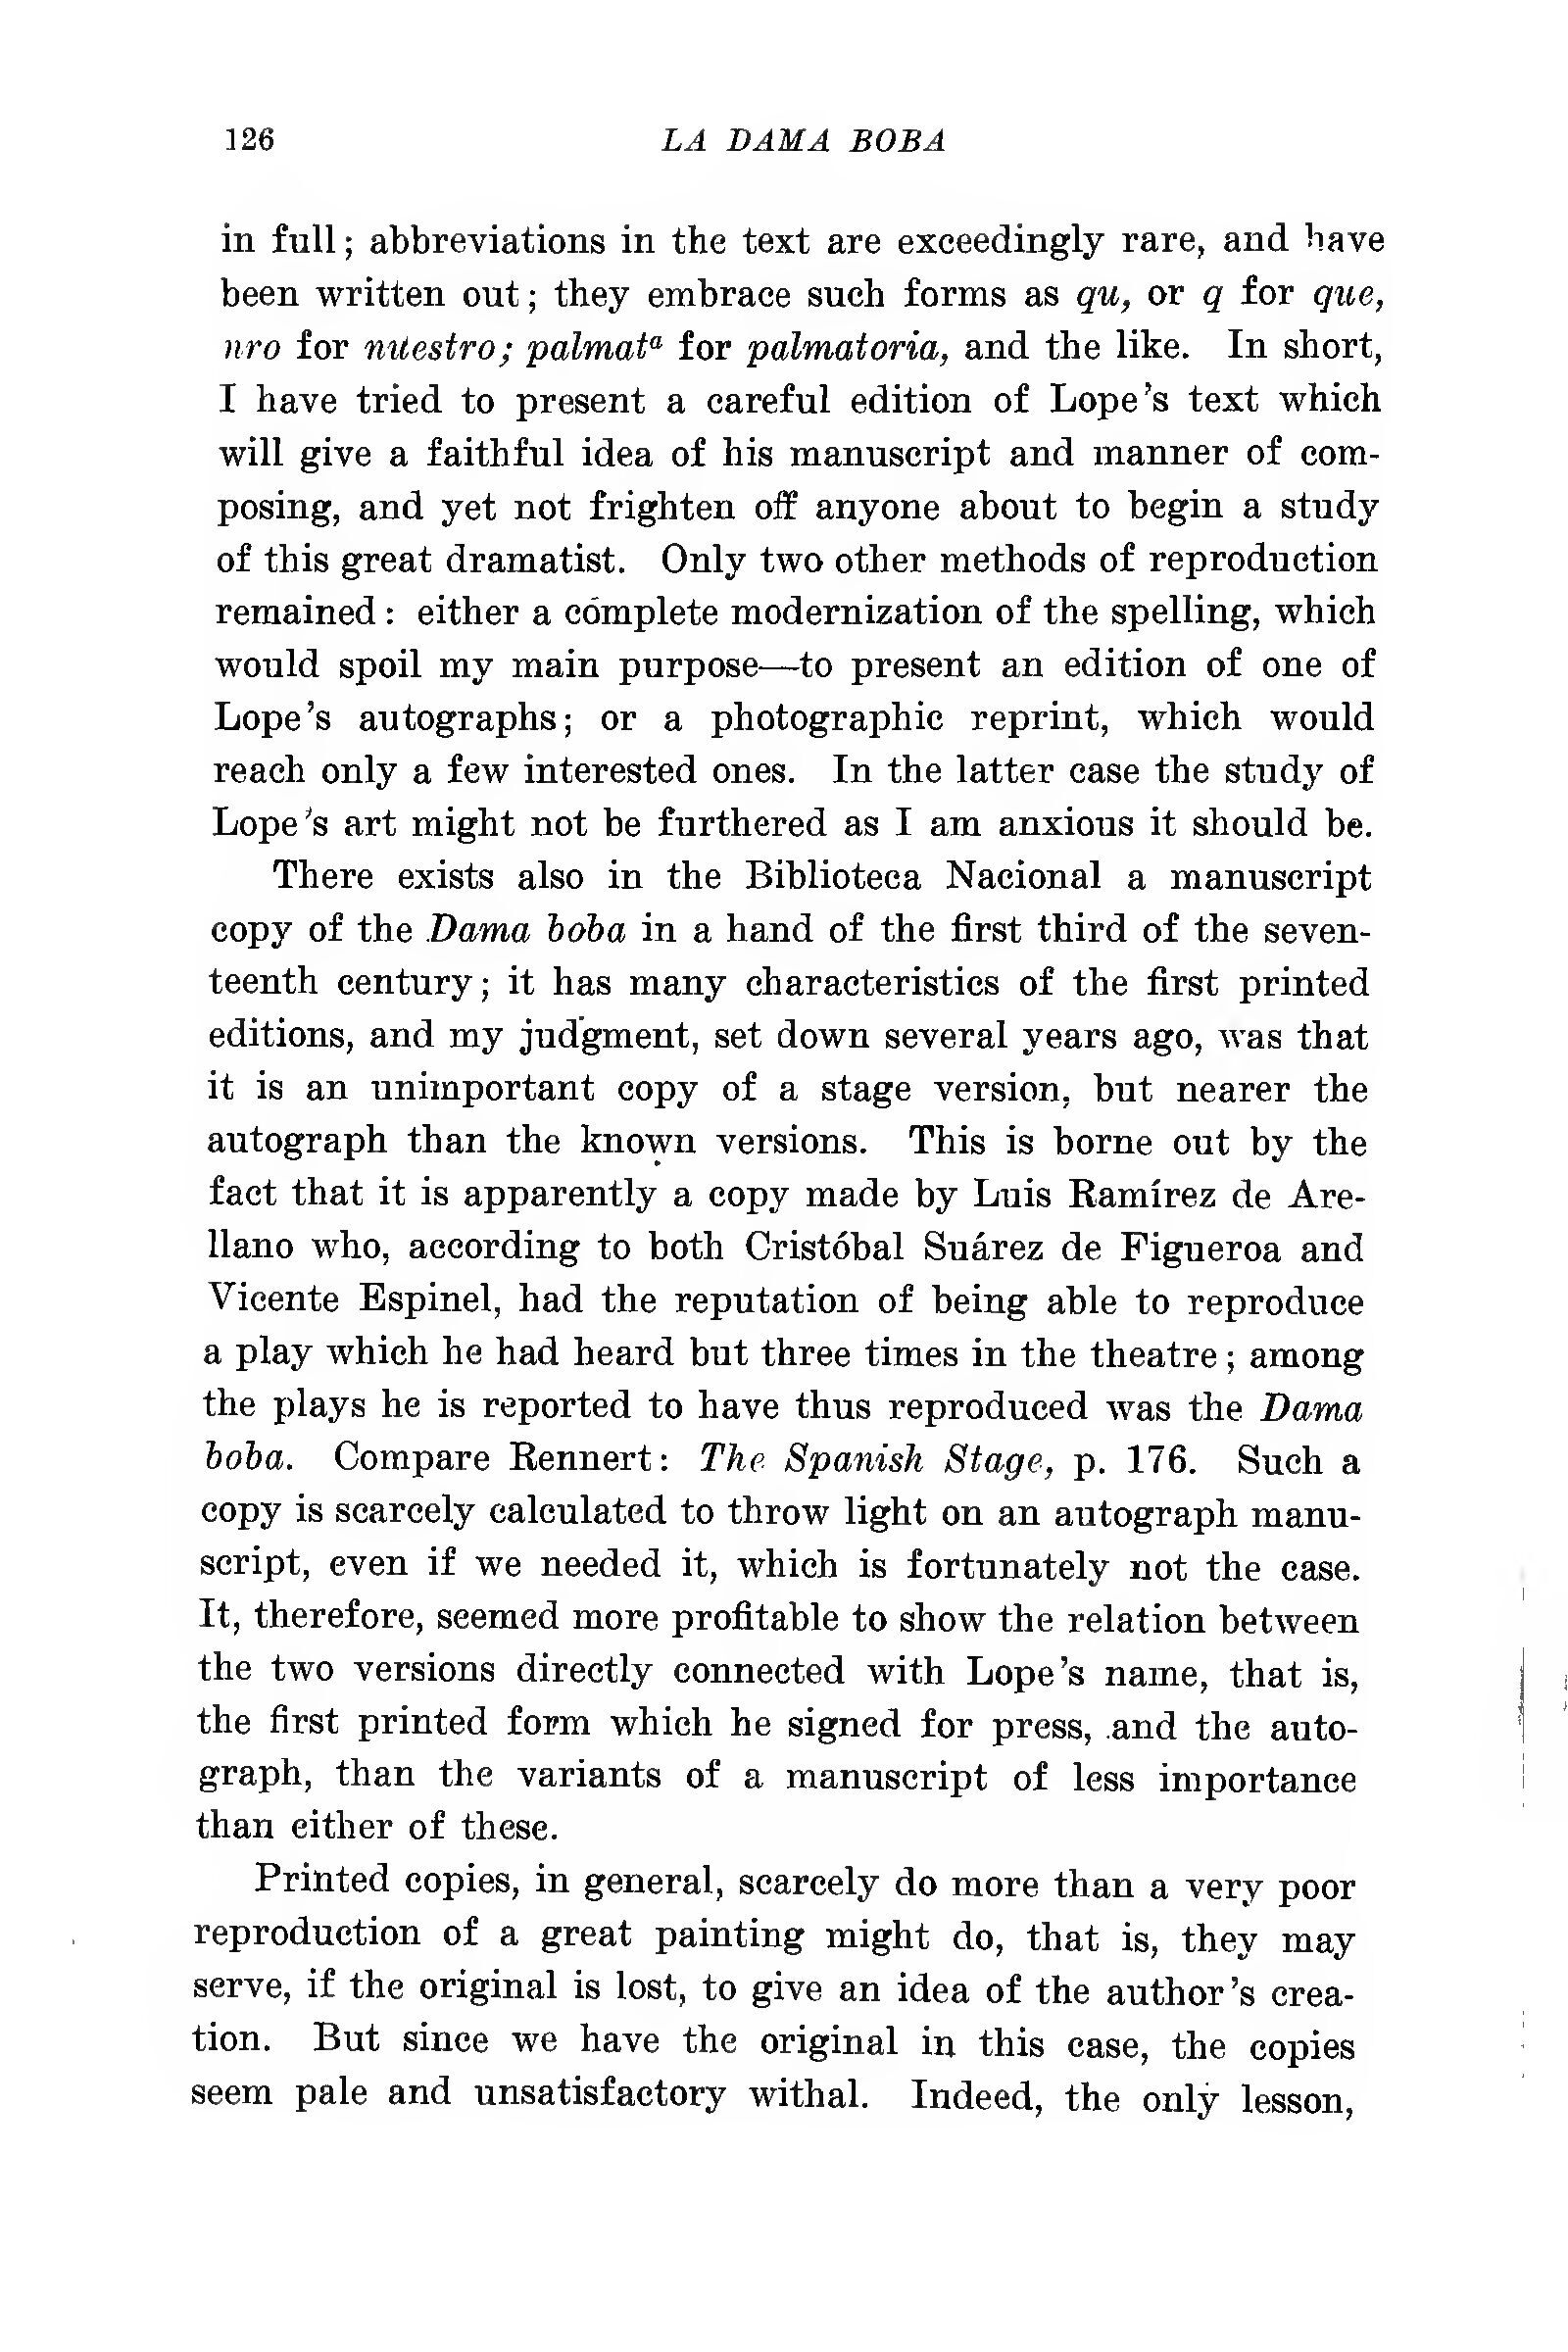 126 LA DAMA BOBA
in full; abbreviations in the text are exceedingly rare, and have
been written out; they embrace such forms as qu, or q for que,
nro for nuestro; palmatª for palmatoria, and the like. In short,
I have tried to present a careful edition of Lope's text which
will give a faithful idea of his manuscript and manner of com-
posing, and yet not frighten off anyone about to begin a study
of this great dramatist. Only two other methods of reproduction
remained: either a complete modernization of the spelling, which
would spoil my main purpose—to present an edition of one of
Lope's autographs; or a photographic reprint, which would
reach only a few interested ones. In the latter case the study of
Lope's art might not be furthered as I am anxious it should be.
There exists also in the Biblioteca Nacional a manuscript
copy of the Dama boba in a hand of the first third of the seven-
teenth century; it has many characteristics of the first printed
editions, and my judgment, set down several years ago, was that
it is an unimportant copy of a stage version, but nearer the
autograph than the known versions. This is borne out by the
fact that it is apparently a copy made by Luis Ramírez de Are-
llano who, according to both Cristóbal Suárez de Figueroa and
Vicente Espinel, had the reputation of being able to reproduce
a play which he had heard but three times in the theatre; among
the plays he is reported to have thus reproduced was the Dama
boba. Compare Rennert: The Spanish Stage, p. 176. Such a
copy is scarcely calculated to throw light on an autograph manu-
script, even if we needed it, which is fortunately not the case.
It, therefore, seemed more profitable to show the relation between
the two versions directly connected with Lope's name, that is,
the first printed form which he signed for press, and the auto-
graph, than the variants of a manuscript of less importance
than either of these.
Printed copies, in general, scarcely do more than a very poor
reproduction of a great painting might do, that is, they may
serve, if the original is lost, to give an idea of the author's crea-
tion. But since we have the original in this case, the copies
seem pale and unsatisfactory withal. Indeed, the only lesson,